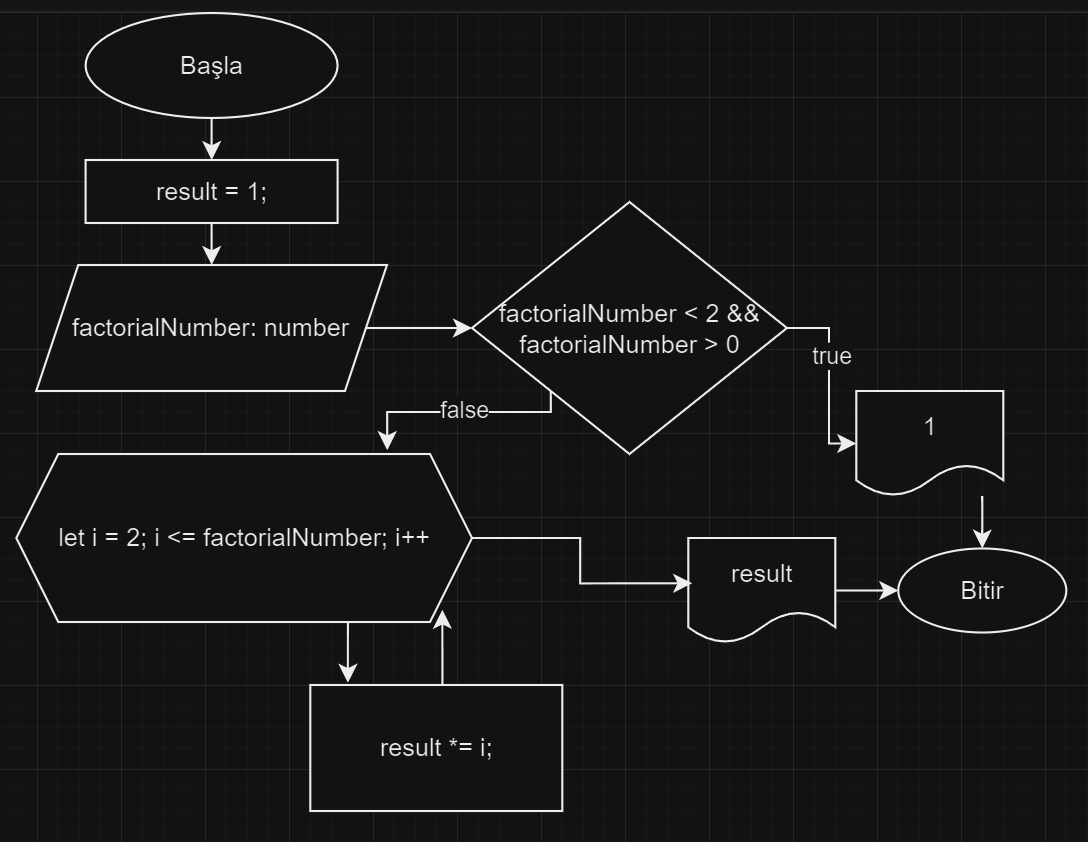 Başla
result = 1;
factorialNumber: number
factorialNumber < 2 &&
factorialNumber > 0
true
false
1
let i = 2; i <= factorialNumber; i++
result
Bitir
result *= i;